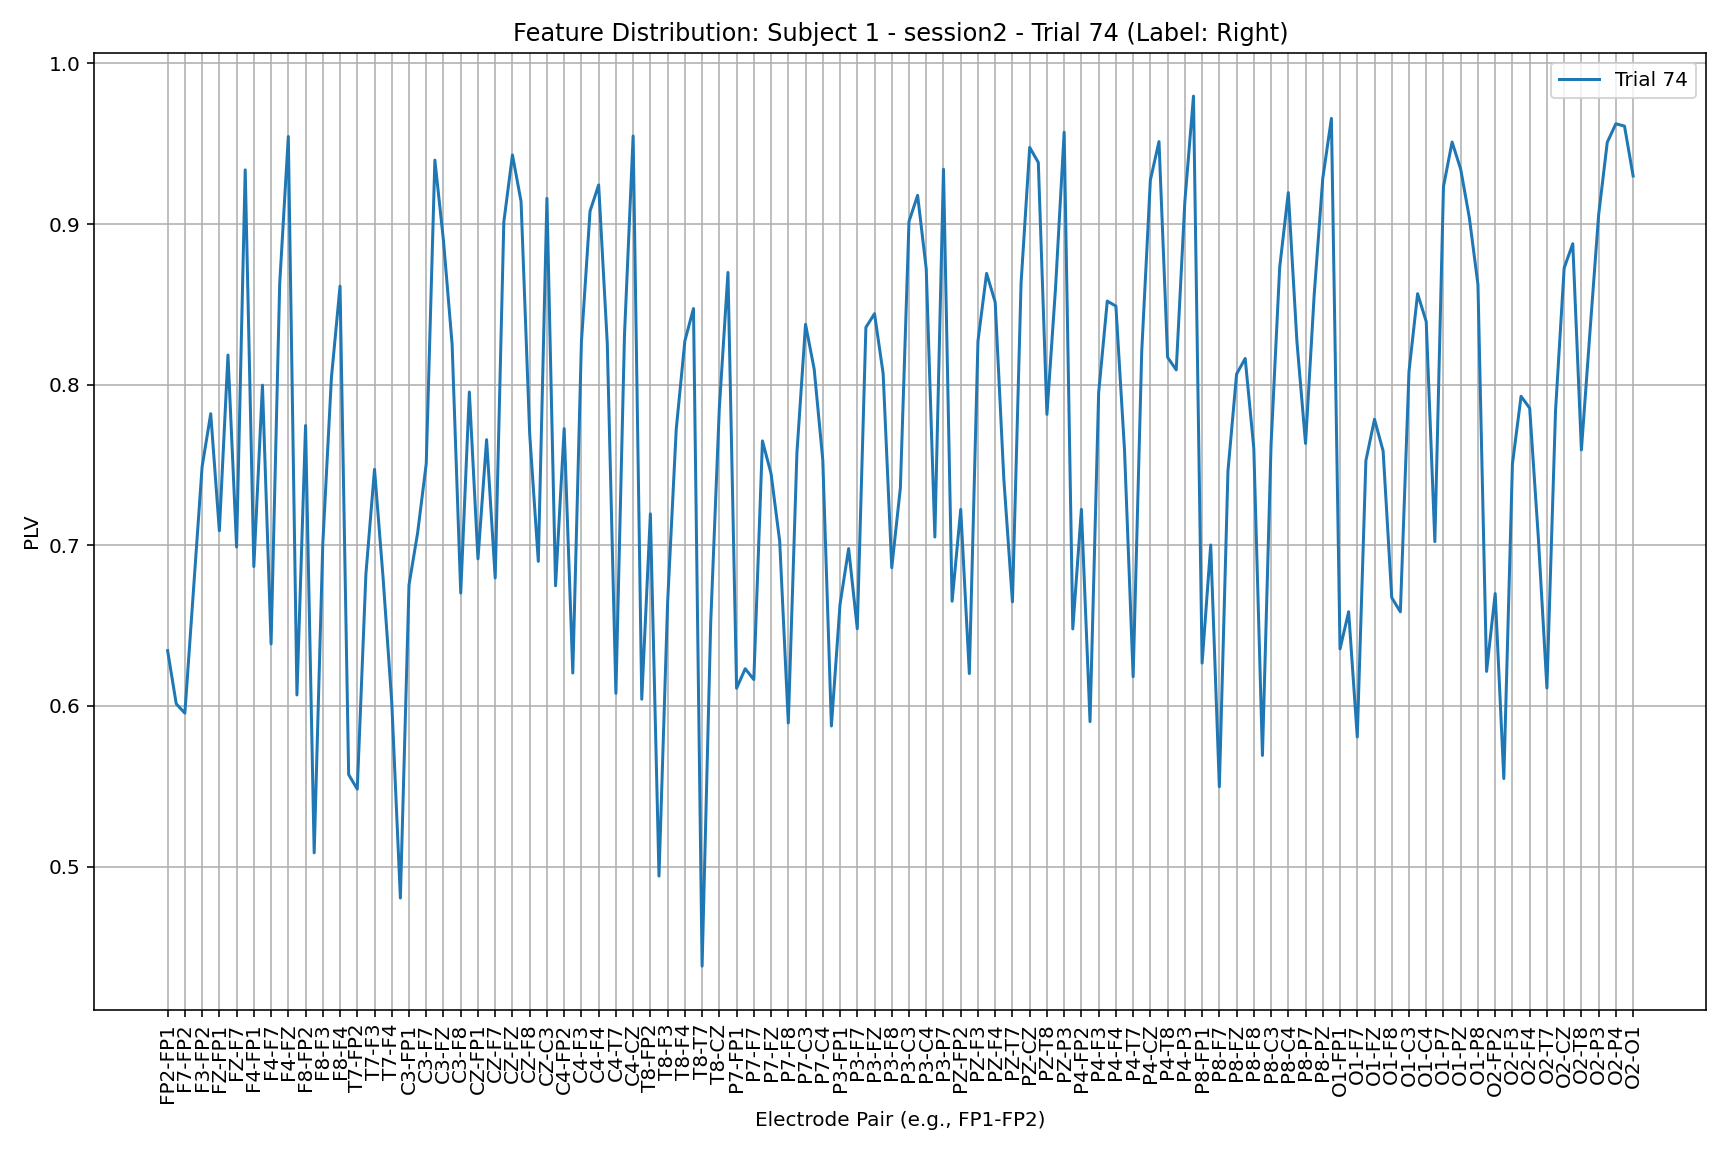 Feature Distribution: Subject 1 - session2 - Trial 74 (Label: Right)
Trial 74
1.0
0.9
0.8
0.7
0.6
0.5
PLV
FP2-FP1
F7-FP2
F3-FP2
FZ-FP1
FZ-F7
F4-FP1
F4-F7
F4-FZ
F8-FP2
F8-F3
F8-F4
T7-FP2
T7-F3
T7-F4
C3-FP1
C3-F7
C3-FZ
C3-F8
CZ-FP1
CZ-F7
CZ-FZ
CZ-F8
CZ-C3
C4-FP2
C4-F3
C4-F4
C4-T7
C4-CZ
T8-FP2
T8-F3
T8-F4
T8-T7
T8-CZ
P7-FP1
P7-F7
P7-FZ
P7-F8
P7-C3
P7-C4
P3-FP1
P3-F7
P3-FZ
P3-F8
P3-C3
P3-C4
P3-P7
PZ-FP2
PZ-F3
PZ-F4
PZ-T7
PZ-CZ
PZ-T8
PZ-P3
P4-FP2
P4-F3
P4-F4
P4-T7
P4-CZ
P4-T8
P4-P3
P8-FP1
P8-F7
P8-FZ
P8-F8
P8-C3
P8-C4
P8-P7
P8-PZ
O1-FP1
O1-F7
O1-FZ
O1-F8
O1-C3
O1-C4
O1-P7
O1-PZ
O1-P8
O2-FP2
O2-F3
O2-F4
O2-T7
O2-CZ
O2-T8
O2-P3
O2-P4
O2-O1
Electrode Pair (e.g., FP1-FP2)